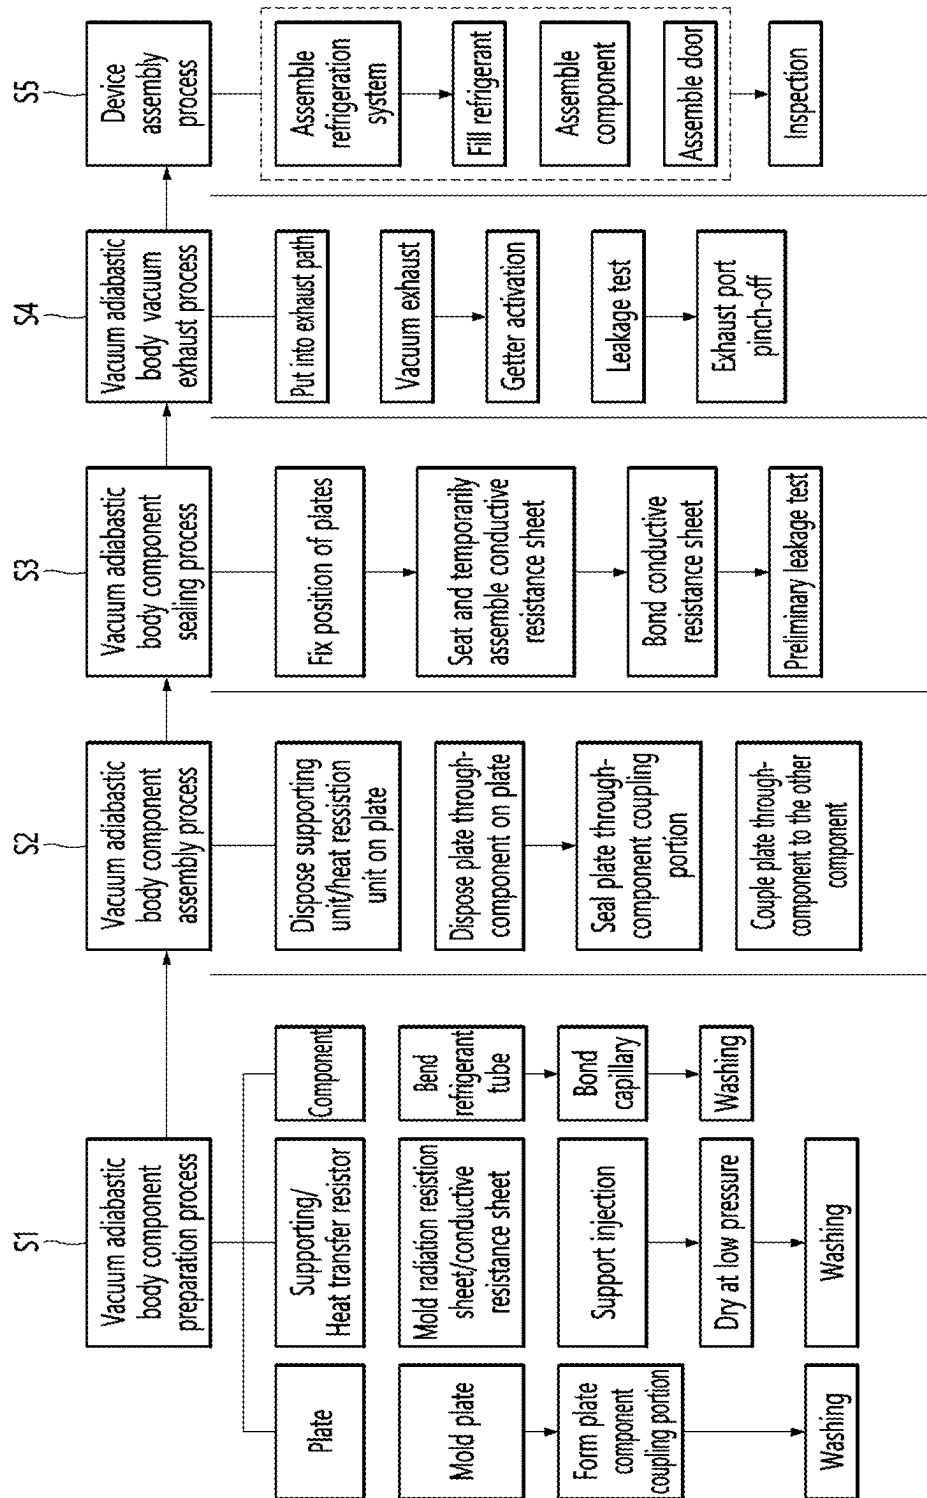 S1
Vacuum adiabastic
body component
preparation process
Plate
Mold plate
Form plate
component
coupling portion
Washing
Supporting/
Heat transfer resistor
Mold radiation resistion
sheet/conductive
resistance sheet
Support injection
Dry at low pressure
Washing
Component
Bend
refrigerant
tube
Bond
capillary
Washing
S2
Vacuum adiabastic
body component
assembly process
Dispose supporting
unit/heat ressistion
unit on plate
Dispose plate through-
component on plate
Seal plate through-
component coupling
portion
Couple plate through-
component to the other
component
S3
Vacuum adiabastic
body component
sealing process
Fix position of plates
Seat and temporarily
assemble conductive
resistance sheet
Bond conductive
resistance sheet
Preliminary leakage test
S4
Vacuum adiabastic
body vacuum
exhaust process
Put into exhaust path
Vacuum exhaust
Getter activation
Leakage test
Exhaust port
pinch-off
S5
Device
assembly
process
Assemble
refrigeration
system
Fill refrigerant
Assemble
component
Assemble door
Inspection